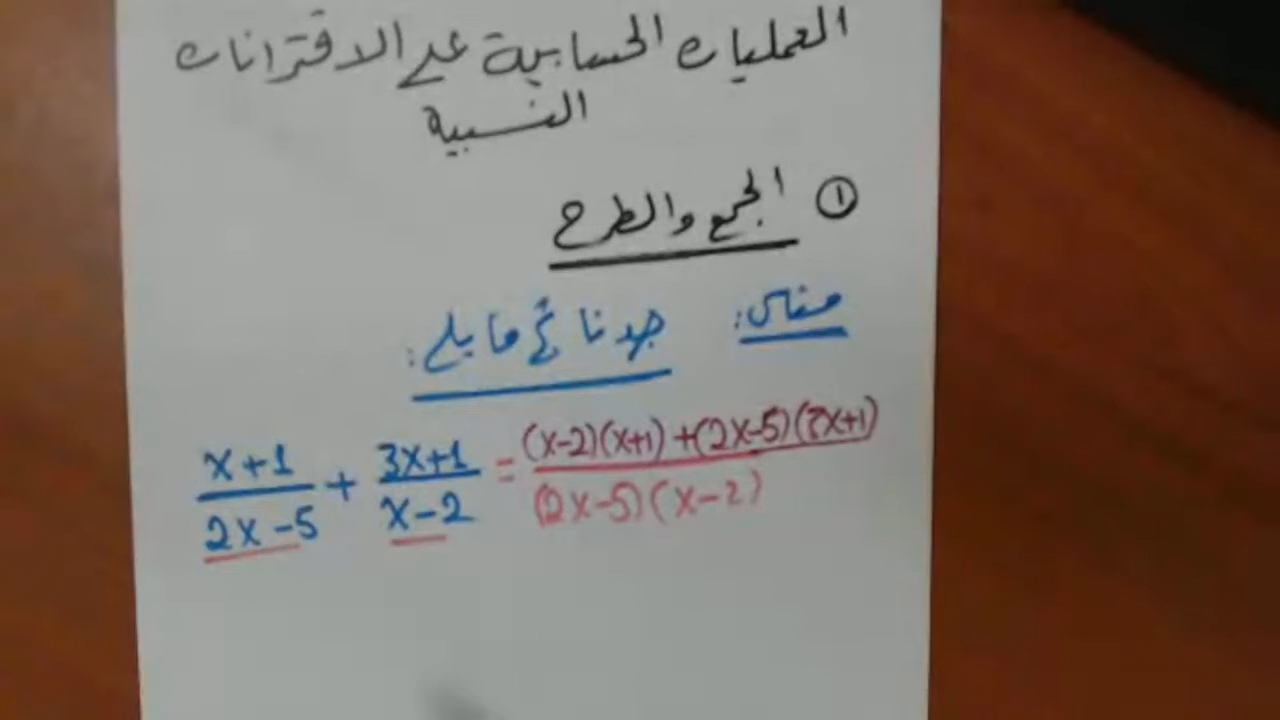 العمليات الحسابية على الاقترانات
النسبية
① الجمع والطرح
مثال: جد ناتج ما يلي:
x+1/2x-5 + 3x+1/x-2 = (x-2)(x+1)+(2x-5)(3x+1)/(2x-5)(x-2)